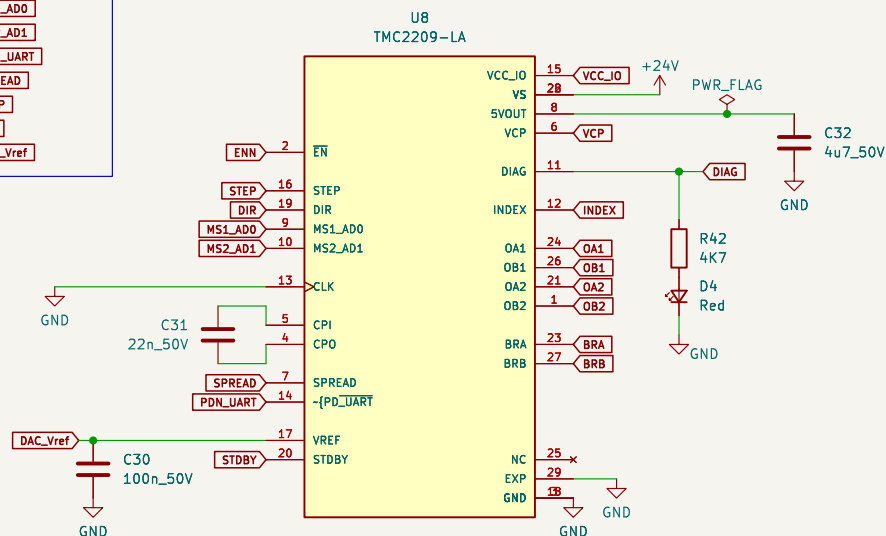 _AD0
_AD1
_UART
EAD
P
_Vref
U8
TMC2209-LA
VCC_IO 15 VCC_IO
VS 28 +24V
5VOUT 8 PWR_FLAG
VCP 6 VCP
C32
4u7_50V
GND
ENN 2 EN
DIAG 11 DIAG
STEP 16 STEP
DIR 19 DIR
MS1_AD0 9 MS1_AD0
MS2_AD1 10 MS2_AD1
INDEX 12 INDEX
R42
4K7
OA1 24 OA1
OB1 26 OB1
OA2 21 OA2
OB2 1 OB2
D4
Red
GND
13 CLK
GND
C31
22n_50V
5 CPI
4 CPO
BRA 23 BRA
BRB 27 BRB
SPREAD 7 SPREAD
PDN_UART 14 ~{PD_UART
DAC_Vref 17 VREF
STDBY 20 STDBY
C30
100n_50V
GND
NC 25
EXP 29
GND
GND
GND